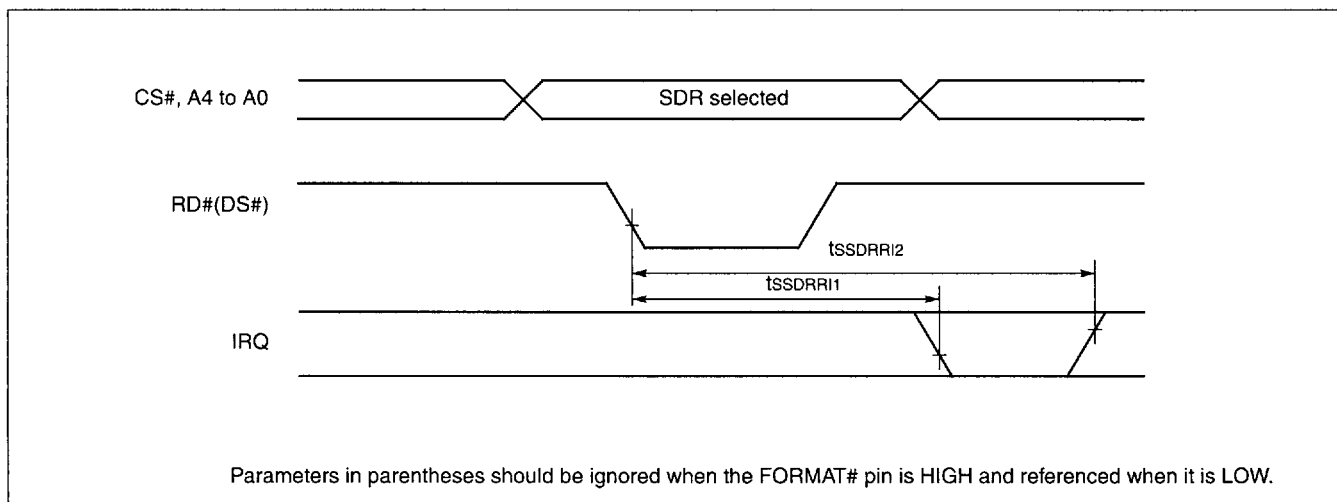 CS#, A4 to A0
SDR selected
RD#(DS#)
tSSDRRI2
tSSDRRI1
IRQ
Parameters in parentheses should be ignored when the FORMAT# pin is HIGH and referenced when it is LOW.